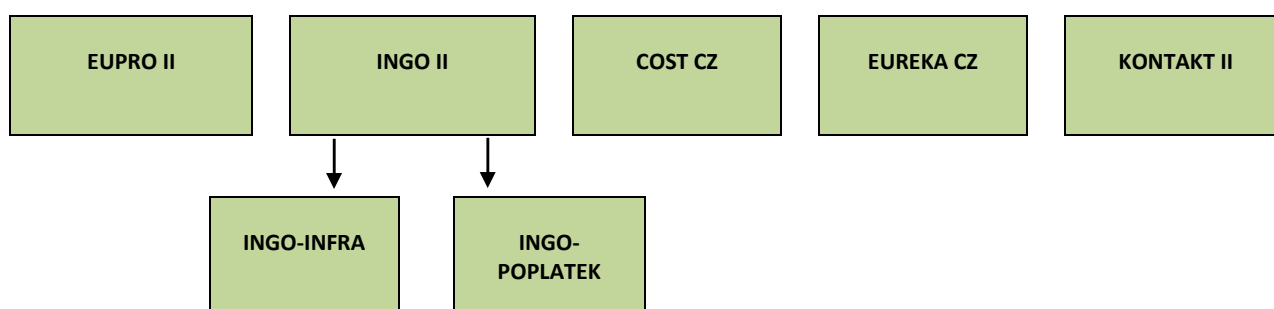 EUPRO II
INGO II
COST CZ
EUREKA CZ
KONTAKT II
INGO-INFRA
INGO-
POPLATEK